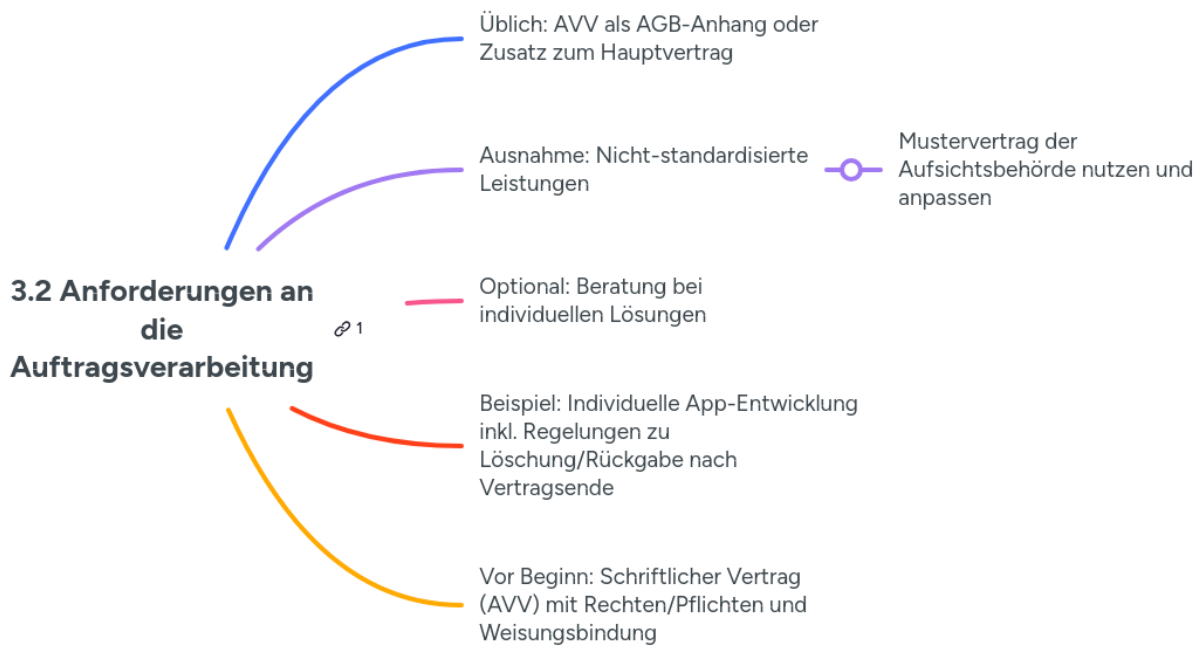 3.2 Anforderungen an
die
Auftragsverarbeitung
1
Üblich: AVV als AGB-Anhang oder
Zusatz zum Hauptvertrag
Ausnahme: Nicht-standardisierte
Leistungen
Mustervertrag der
Aufsichtsbehörde nutzen und
anpassen
Optional: Beratung bei
individuellen Lösungen
Beispiel: Individuelle App-Entwicklung
inkl. Regelungen zu
Löschung/Rückgabe nach
Vertragsende
Vor Beginn: Schriftlicher Vertrag
(AVV) mit Rechten/Pflichten und
Weisungsbindung